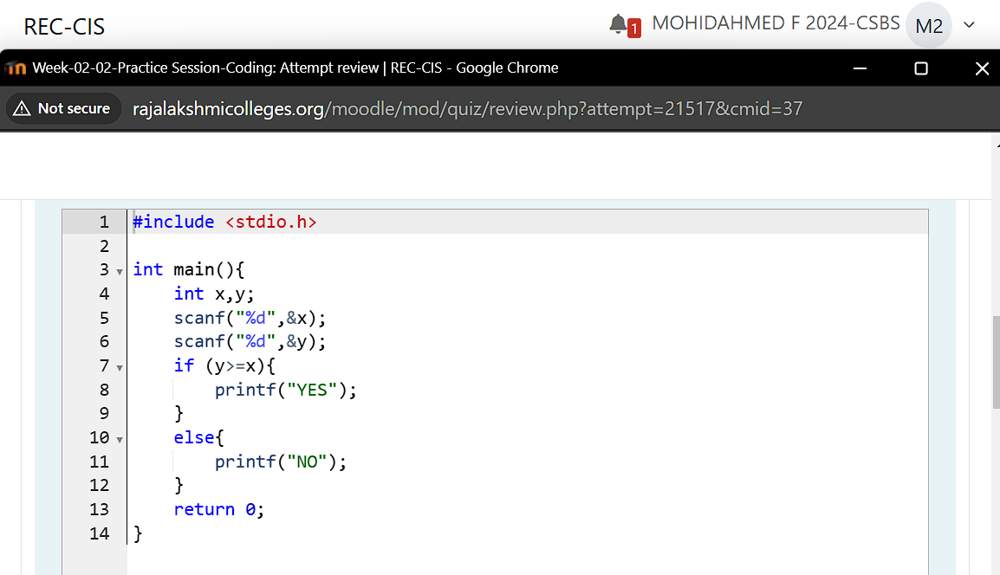 REC-CIS
1 MOHIDAHMED F 2024-CSBS M2
Week-02-02-Practice Session-Coding: Attempt review | REC-CIS - Google Chrome
Not secure rajalakshmicolleges.org/moodle/mod/quiz/review.php?attempt=21517&cmid=37
1 #include <stdio.h>
2
3 int main(){
4     int x,y;
5     scanf("%d",&x);
6     scanf("%d",&y);
7     if (y>=x){
8         printf("YES");
9     }
10     else{
11         printf("NO");
12     }
13     return 0;
14 }